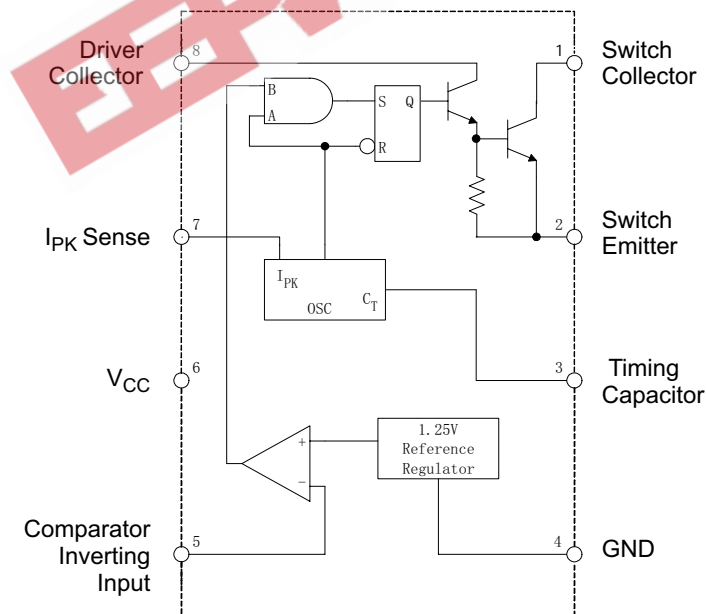 Driver
Collector
8
1
Switch
Collector
B
A
S Q
R
IPK Sense
7
2
Switch
Emitter
IPK
CT
OSC
VCC
6
3
Timing
Capacitor
+
−
1.25V
Reference
Regulator
Comparator
Inverting
Input
5
4
GND